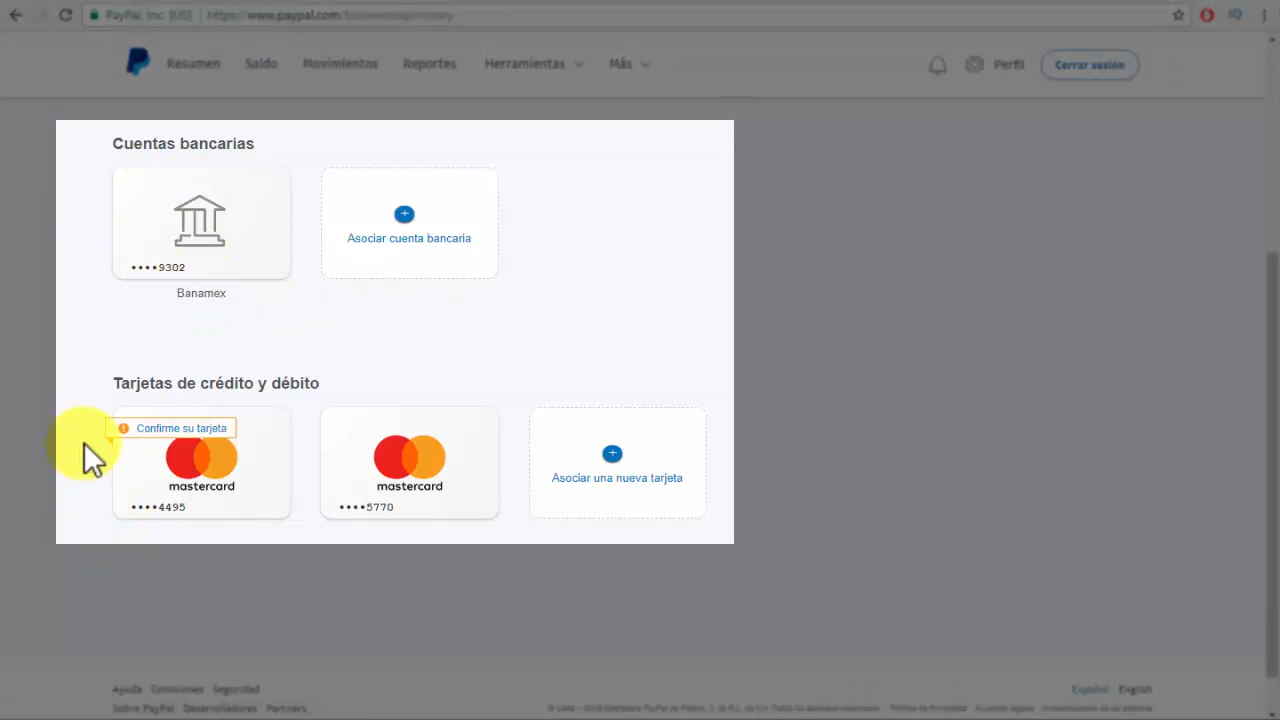 PayPal, Inc. [US] https://www.paypal.com/businessexp/money
Resumen Saldo Movimientos Reportes Herramientas Más Perfil Cerrar sesión
Cuentas bancarias
••••9302
Asociar cuenta bancaria
Banamex
Tarjetas de crédito y débito
Confirme su tarjeta
mastercard
••••4495
mastercard
••••5770
Asociar una nueva tarjeta
Ayuda Comisiones Seguridad
Español English
Sobre PayPal Desarrolladores Partners